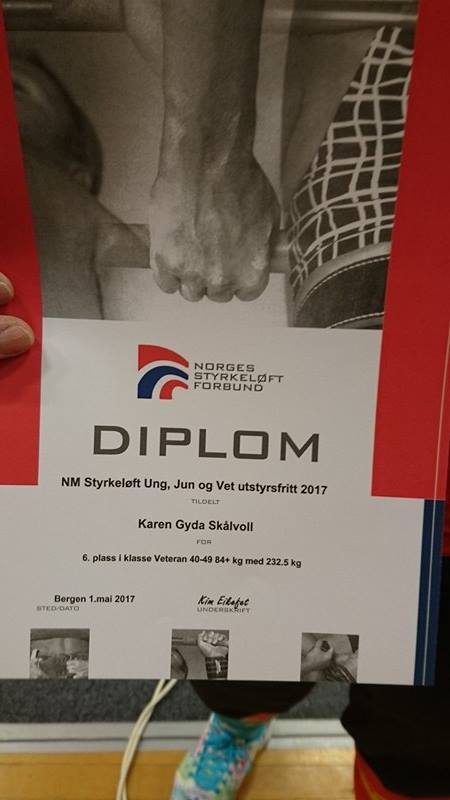 NORGES
STYRKELØFT
FORBUND
DIPLOM
NM Styrkeløft Ung, Jun og Vet utstyrsfritt 2017
TILDELT
Karen Gyda Skålvoll
FOR
6. plass i klasse Veteran 40-49 84+ kg med 232.5 kg
Bergen 1.mai 2017
STED/DATO
Kim Eikefet
UNDERSKRIFT